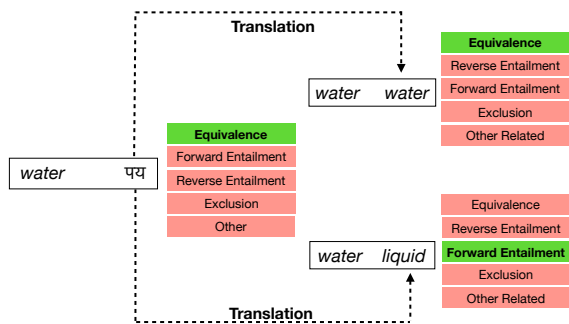 Translation
Equivalence
Reverse Entailment
Forward Entailment
Exclusion
Other Related
water water
Equivalence
Forward Entailment
Reverse Entailment
Exclusion
Other
water पय
Equivalence
Reverse Entailment
Forward Entailment
Exclusion
Other Related
water liquid
Translation